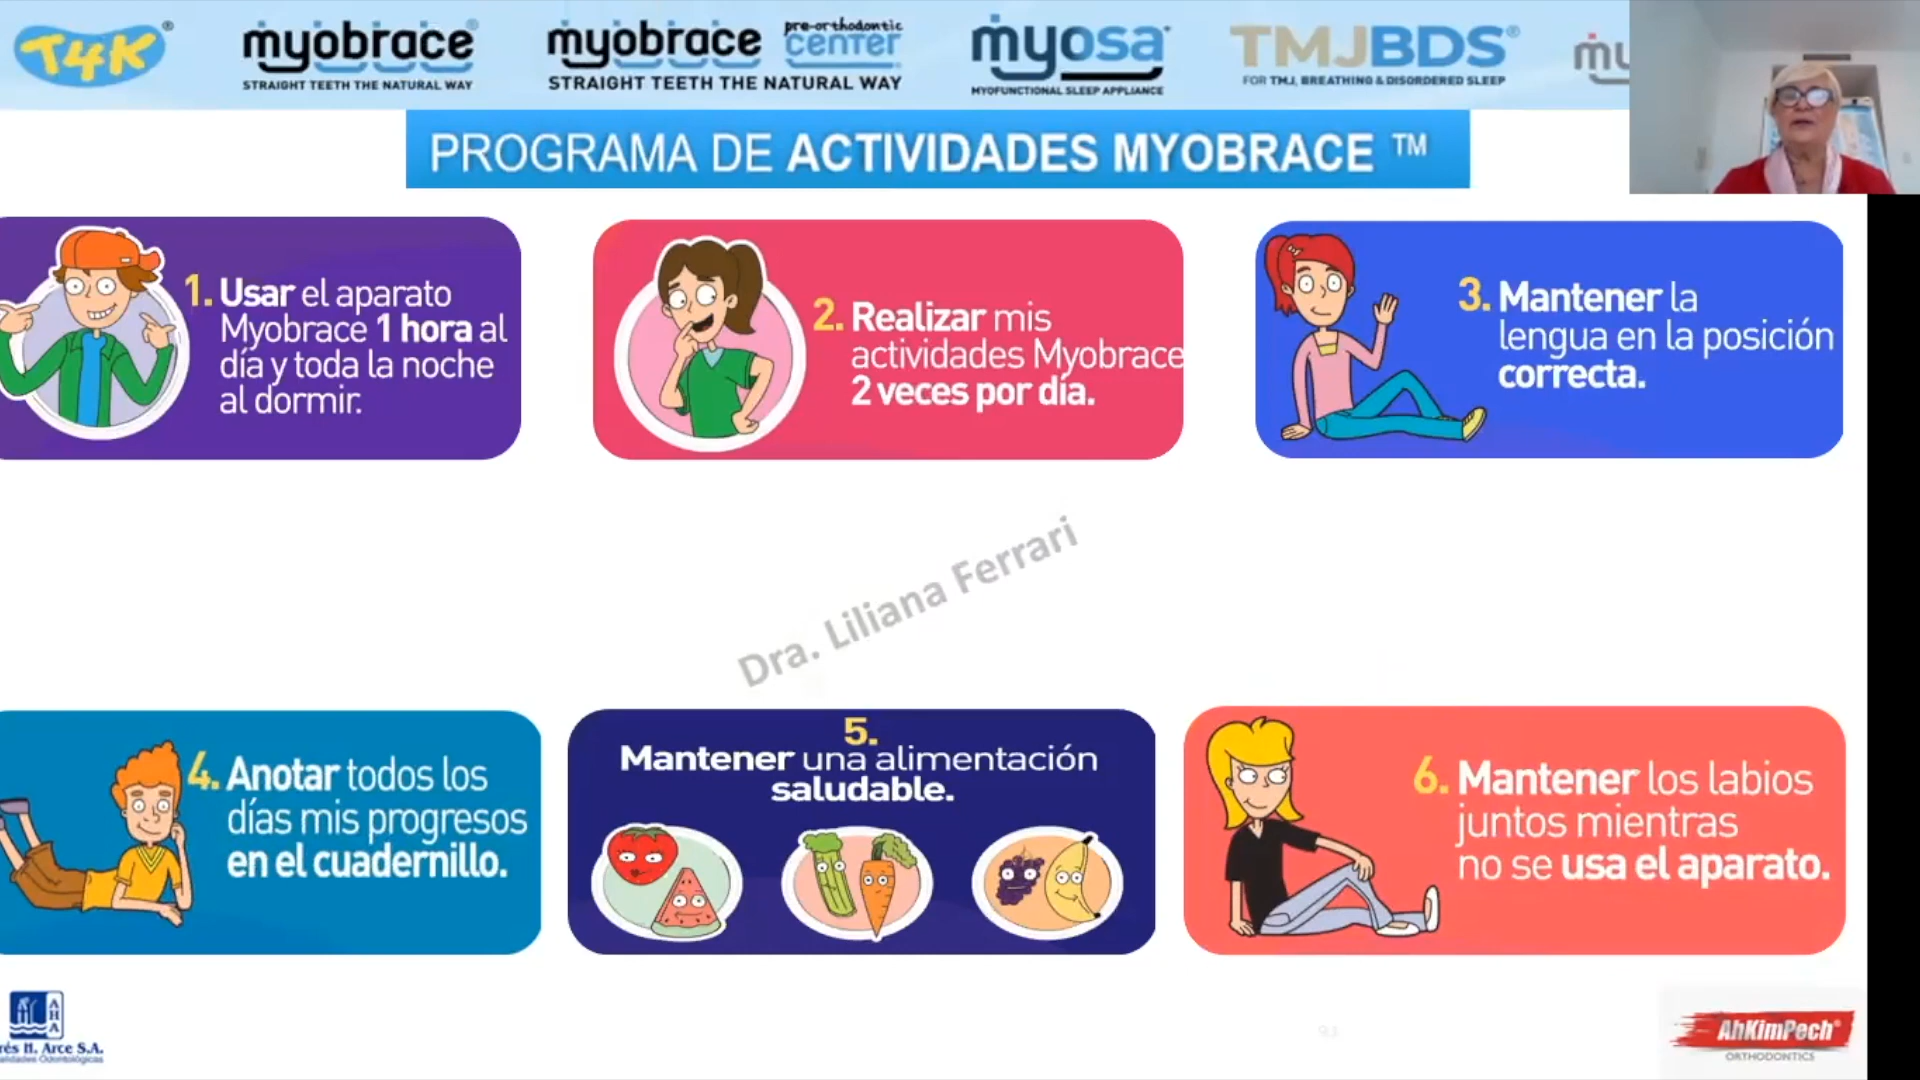 T4K®
myobrace®
STRAIGHT TEETH THE NATURAL WAY
myobrace pre-orthodontic center®
STRAIGHT TEETH THE NATURAL WAY
myosa®
MYOFUNCTIONAL SLEEP APPLIANCE
TMJBDS®
FOR TMJ, BREATHING & DISORDERED SLEEP
PROGRAMA DE ACTIVIDADES MYOBRACE ™
1. Usar el aparato
Myobrace 1 hora al
día y toda la noche
al dormir.
2. Realizar mis
actividades Myobrace
2 veces por día.
3. Mantener la
lengua en la posición
correcta.
Dra. Liliana Ferrari
4. Anotar todos los
días mis progresos
en el cuadernillo.
5.
Mantener una alimentación
saludable.
6. Mantener los labios
juntos mientras
no se usa el aparato.
AHA
rés H. Arce S.A.
93
AhKimPech®
ORTHODONTICS